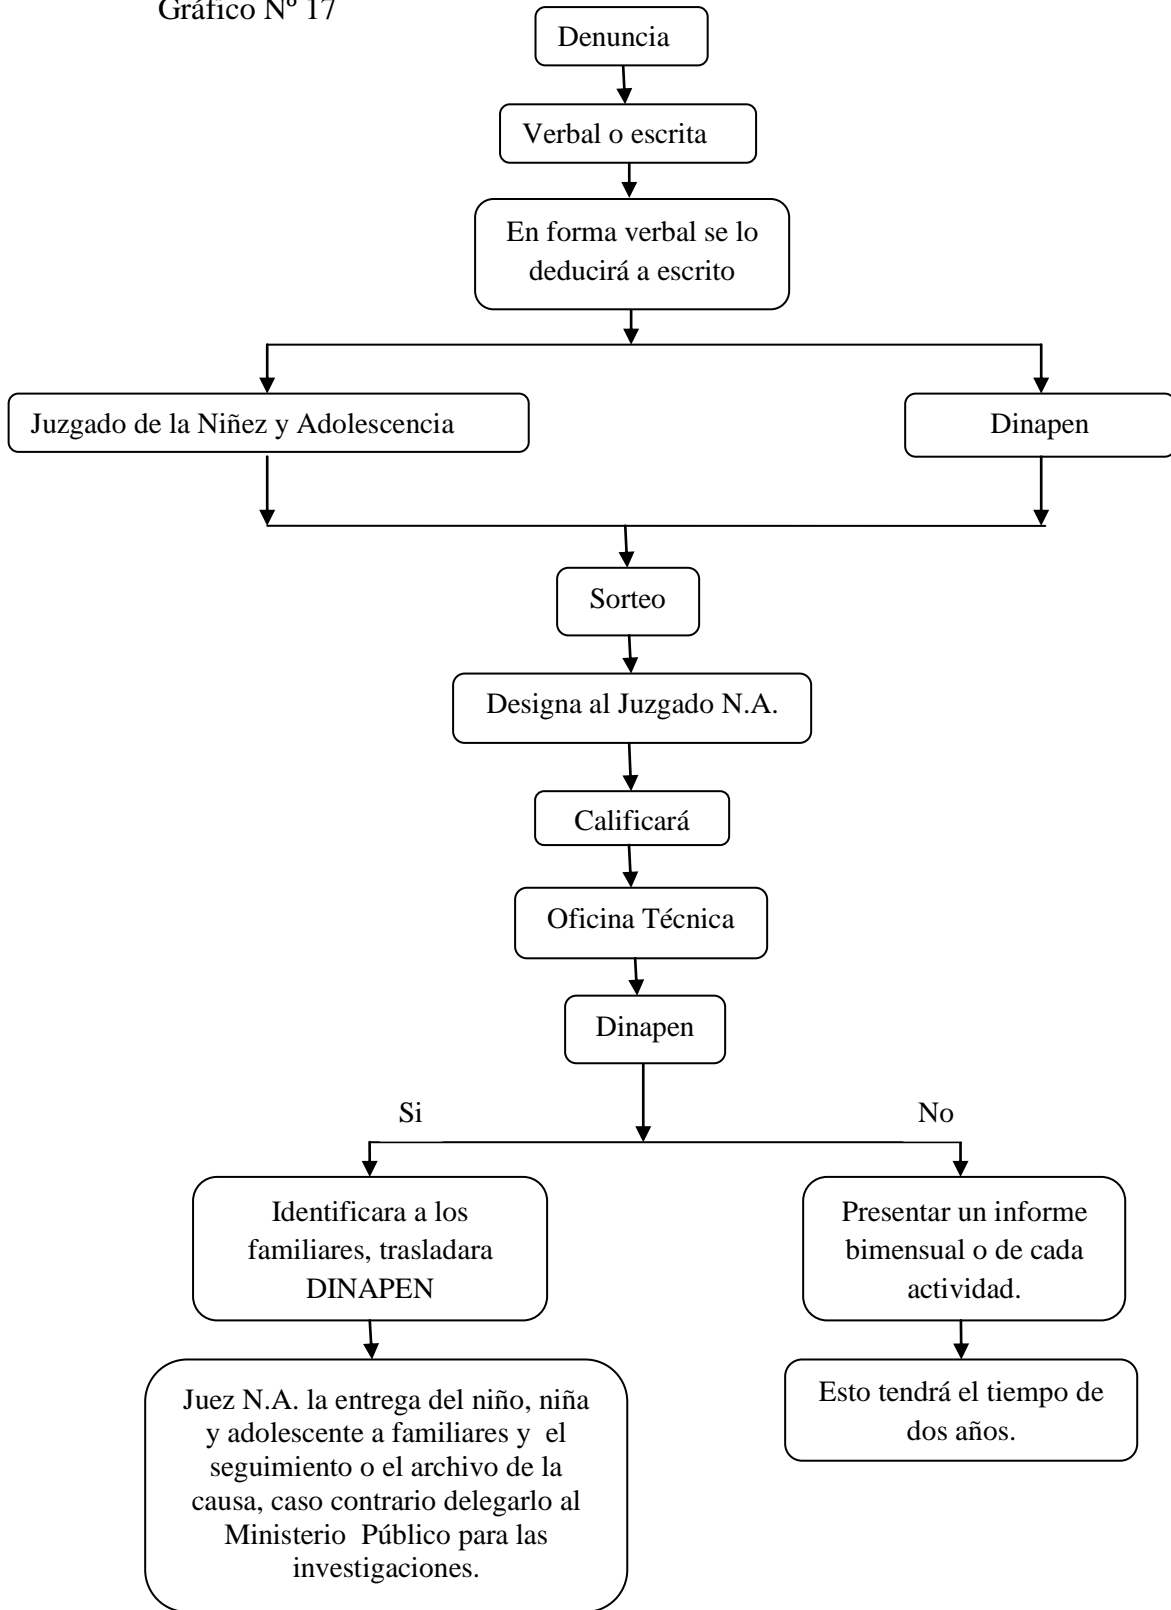 Gráfico Nº 17
Denuncia
Verbal o escrita
En forma verbal se lo
deducirá a escrito
Juzgado de la Niñez y Adolescencia
Dinapen
Sorteo
Designa al Juzgado N.A.
Calificará
Oficina Técnica
Dinapen
Si
No
Identificara a los
familiares, trasladara
DINAPEN
Presentar un informe
bimensual o de cada
actividad.
Juez N.A. la entrega del niño, niña
y adolescente a familiares y el
seguimiento o el archivo de la
causa, caso contrario delegarlo al
Ministerio Público para las
investigaciones.
Esto tendrá el tiempo de
dos años.